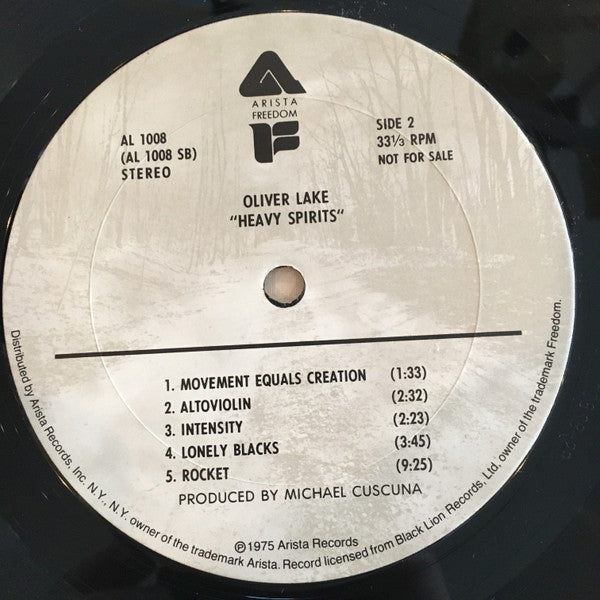 ARISTA
FREEDOM
AL 1008
(AL 1008 SB)
STEREO
SIDE 2
33⅓ RPM
NOT FOR SALE
OLIVER LAKE
"HEAVY SPIRITS"
1. MOVEMENT EQUALS CREATION (1:33)
2. ALTOVIOLIN (2:32)
3. INTENSITY (2:23)
4. LONELY BLACKS (3:45)
5. ROCKET (9:25)
PRODUCED BY MICHAEL CUSCUNA
℗1975 Arista Records
Distributed by Arista Records, Inc. N.Y., N.Y. owner of the trademark Arista. Record licensed from Black Lion Records, Ltd. owner of the trademark Freedom.